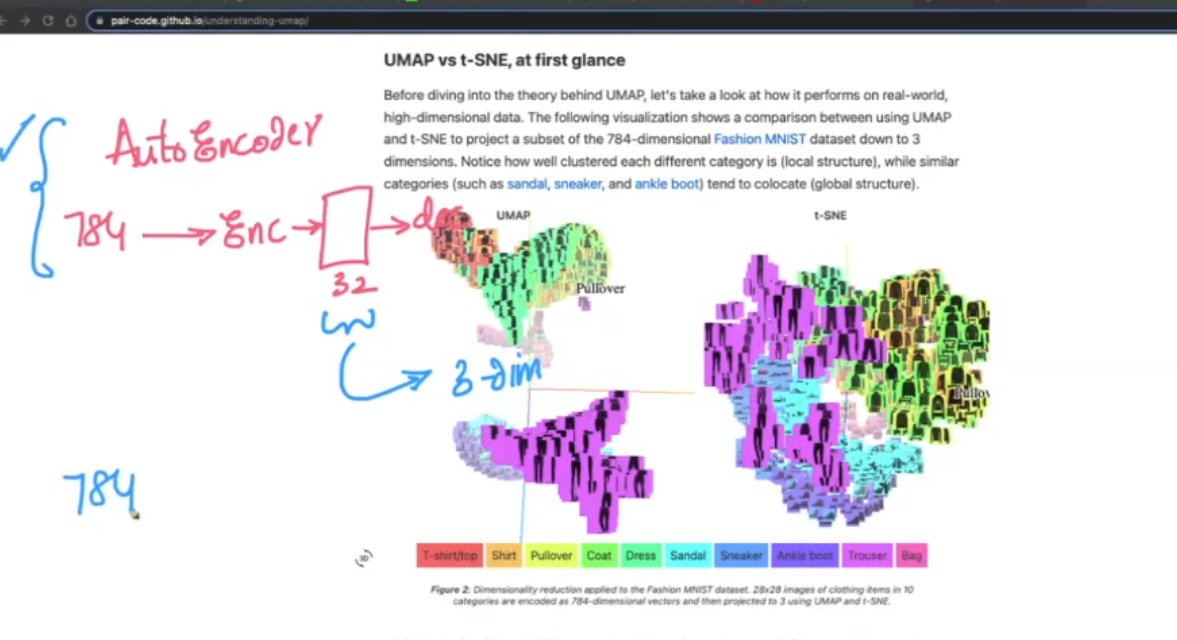 pair-code.github.io/understanding-umap/
UMAP vs t-SNE, at first glance
Before diving into the theory behind UMAP, let's take a look at how it performs on real-world,
high-dimensional data. The following visualization shows a comparison between using UMAP
and t-SNE to project a subset of the 784-dimensional Fashion MNIST dataset down to 3
dimensions. Notice how well clustered each different category is (local structure), while similar
categories (such as sandal, sneaker, and ankle boot) tend to colocate (global structure).
AutoEncoder
784 → Enc → → dec
32
3-dim
784
UMAP
t-SNE
Pullover
Pullov
3D
T-shirt/top Shirt Pullover Coat Dress Sandal Sneaker Ankle boot Trouser Bag
Figure 2: Dimensionality reduction applied to the Fashion MNIST dataset. 28x28 images of clothing items in 10
categories are encoded as 784-dimensional vectors and then projected to 3 using UMAP and t-SNE.